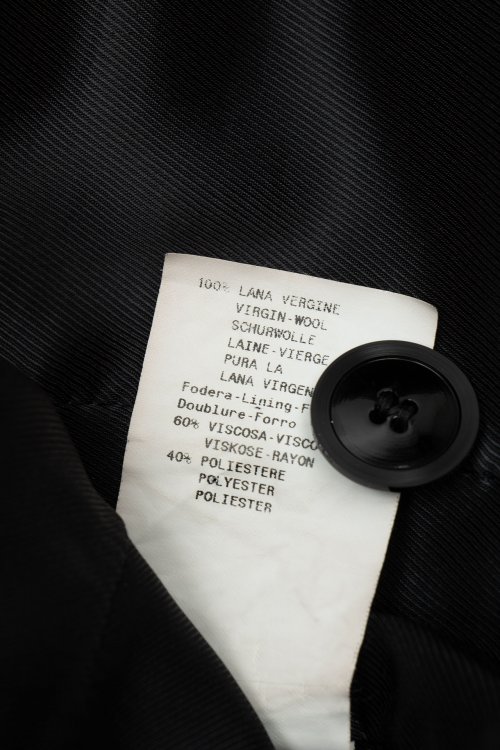 100% LANA VERGINE
VIRGIN-WOOL
SCHURWOLLE
LAINE-VIERGE
PURA LA
LANA VIRGEN
Fodera-Lining-F
Doublure-Forro
60% VISCOSA-VISCO
VISKOSE-RAYON
40% POLIESTERE
POLYESTER
POLIESTER